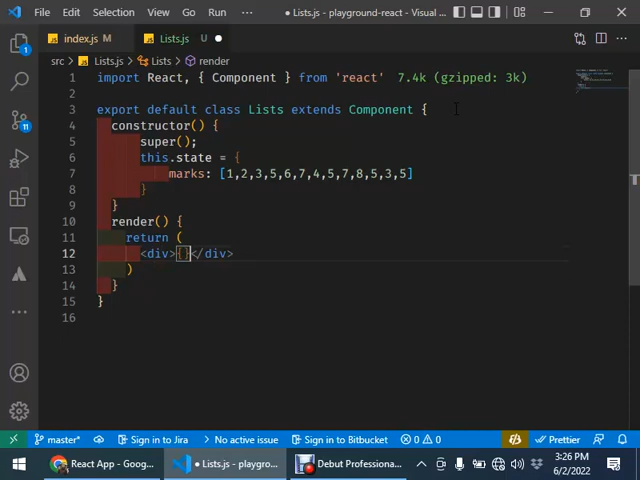 File Edit Selection View Go Run ··· • Lists.js - playground-react - Visual ...
index.js Lists.js ●
src > Lists.js > Lists > render
1 import React, { Component } from 'react' 7.4k (gzipped: 3k)
2
3 export default class Lists extends Component {
4 constructor() {
5 super();
6 this.state = {
7 marks: [1,2,3,5,6,7,4,5,7,8,5,3,5]
8 }
9 }
10 render() {
11 return (
12 <div>{}</div>
13 )
14 }
15 }
16
master* Sign in to Jira No active issue Sign in to Bitbucket 0 0 Prettier
React App - Goog... • Lists.js - playgro... Debut Professiona... 3:26 PM
6/2/2022